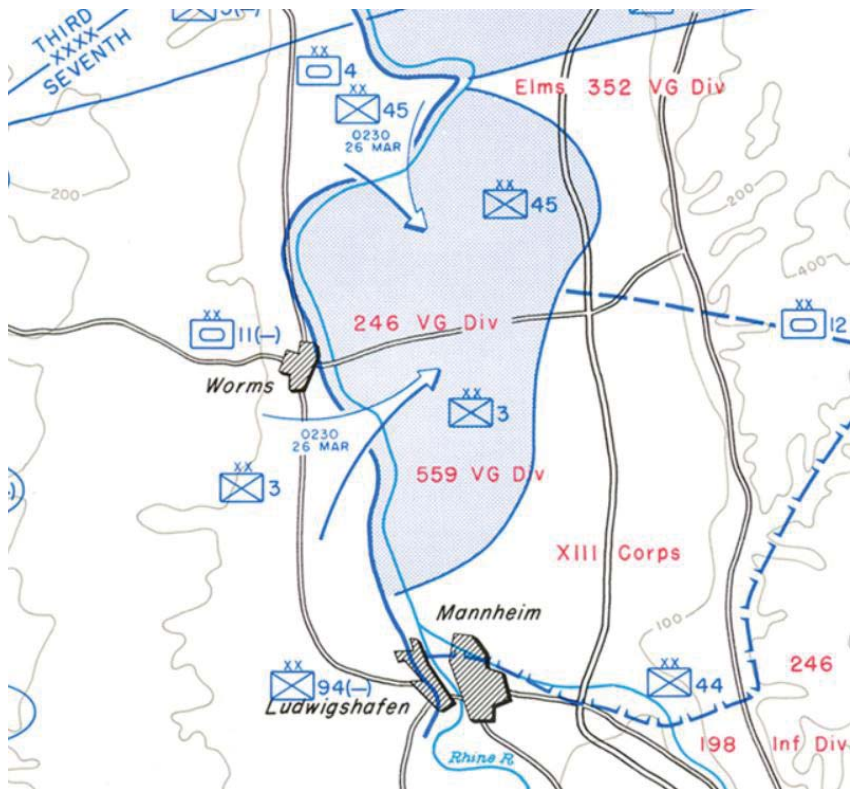 THIRD
XXXX
SEVENTH
XX
4
XX
45
0230
26 MAR
Elms 352 VG Div
200
XX
45
200
400
XX
11(–)
246 VG Div
XX
12
Worms
0230
26 MAR
XX
3
XX
3
559 VG Div
XIII Corps
100
Mannheim
XX
94(–)
Ludwigshafen
XX
44
246
198 Inf Div
Rhine R